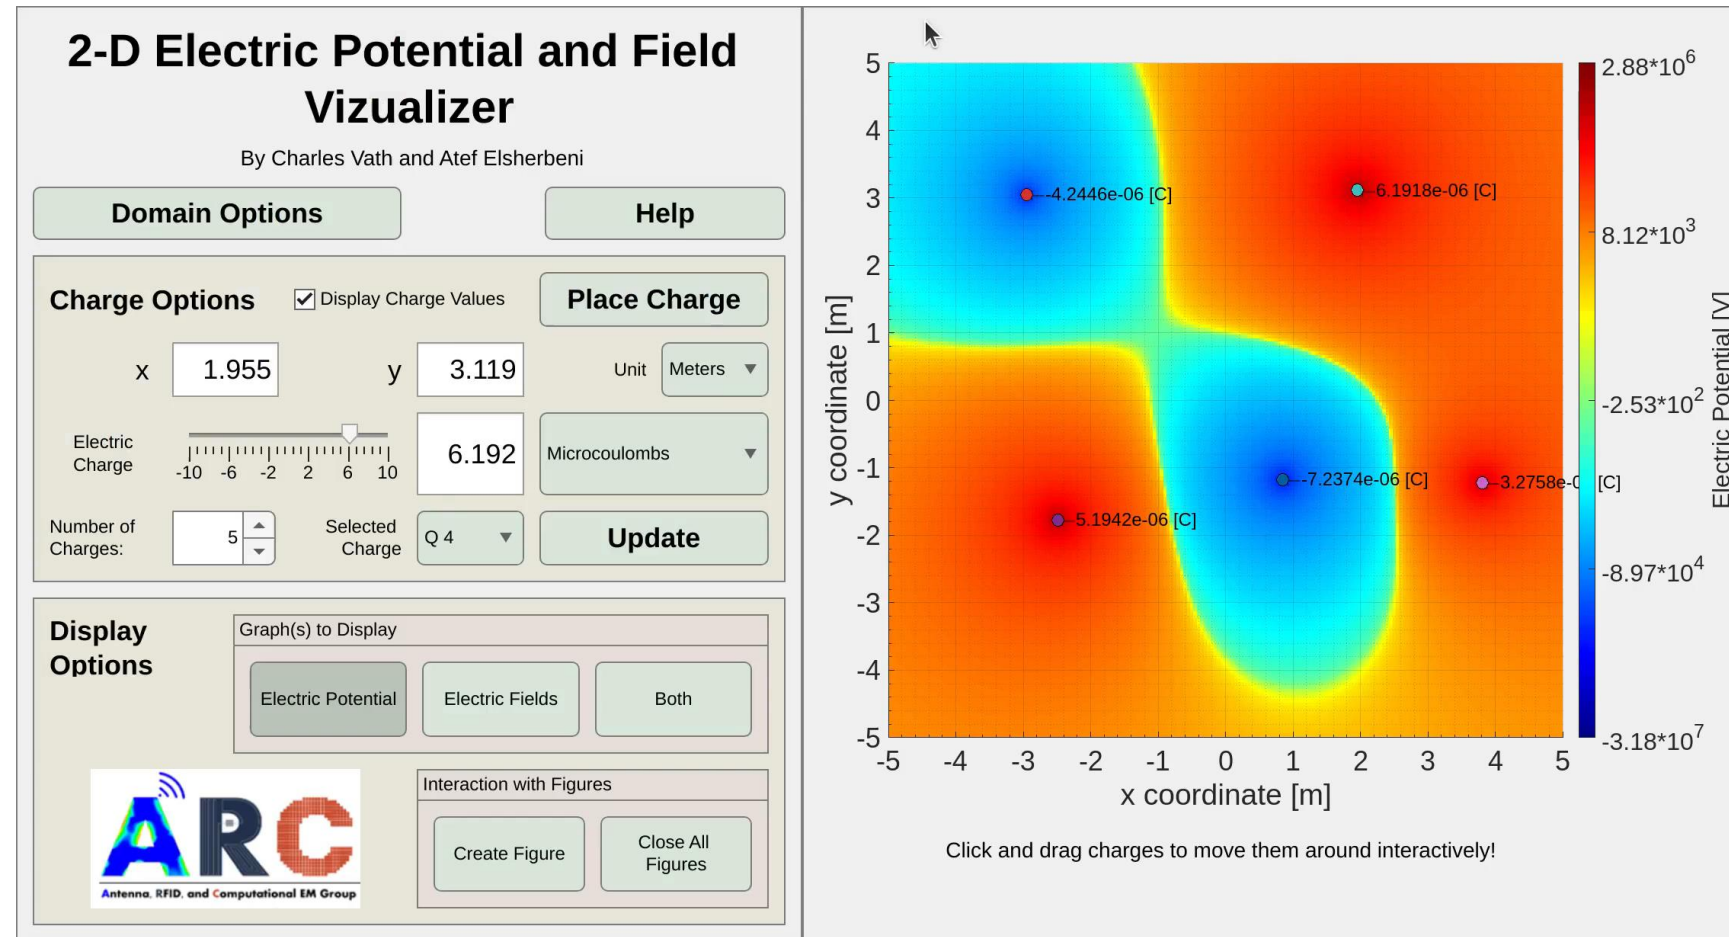 2-D Electric Potential and Field
Vizualizer
By Charles Vath and Atef Elsherbeni
Domain Options
Help
Charge Options
Display Charge Values
Place Charge
x
1.955
y
3.119
Unit
Meters
Electric
Charge
-10 -6 -2 2 6 10
6.192
Microcoulombs
Number of
Charges:
5
Selected
Charge
Q 4
Update
Display
Options
Graph(s) to Display
Electric Potential
Electric Fields
Both
Interaction with Figures
Create Figure
Close All
Figures
ARC
Antenna, RFID, and Computational EM Group
5
4
3
2
1
0
-1
-2
-3
-4
-5
y coordinate [m]
-4.2446e-06 [C]
6.1918e-06 [C]
-7.2374e-06 [C]
3.2758e-0 [C]
5.1942e-06 [C]
-5 -4 -3 -2 -1 0 1 2 3 4 5
x coordinate [m]
2.88*10^6
8.12*10^3
-2.53*10^2
-8.97*10^4
-3.18*10^7
Electric Potential [V]
Click and drag charges to move them around interactively!